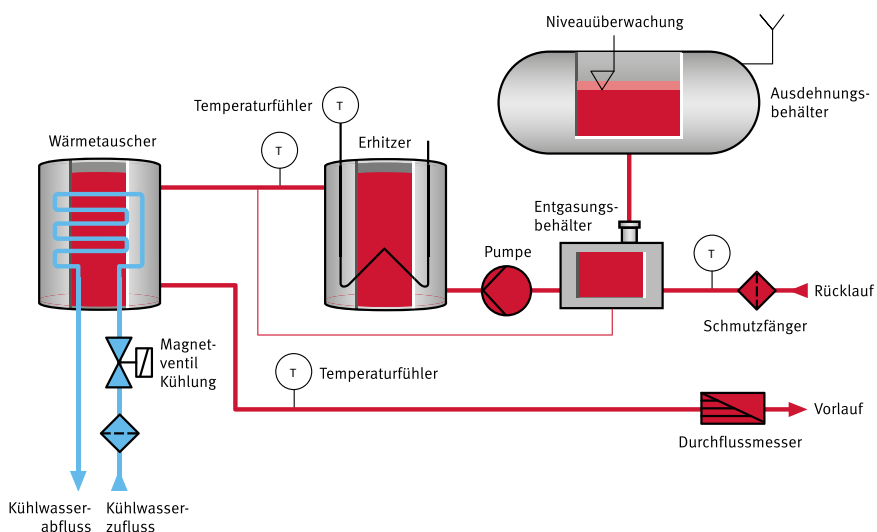 Niveauüberwachung
Temperaturfühler
T
Ausdehnungs-
behälter
Wärmetauscher
T
Erhitzer
Entgasungs-
behälter
Pumpe
T
Rücklauf
Schmutzfänger
Magnet-
ventil
Kühlung
T
Temperaturfühler
Vorlauf
Durchflussmesser
Kühlwasser-
abfluss
Kühlwasser-
zufluss